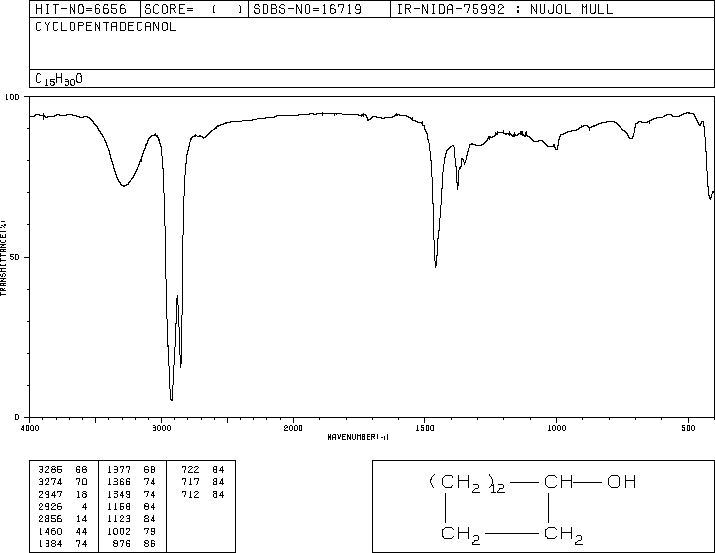 HIT-NO=6656 SCORE= ( ) SDBS-NO=16719 IR-NIDA-75992 : NUJOL MULL
CYCLOPENTADECANOL
C15H30O
100
TRANSMITTANCE(%)
50
0
4000 3000 2000 1500 1000 500
WAVENUMBER(-1)
3285 68 1377 68 722 84
3274 70 1366 74 717 84
2947 18 1349 74 712 84
2926 4 1168 84
2856 14 1123 84
1460 44 1002 79
1384 74 876 86
(CH2)12 CH OH
CH2 CH2